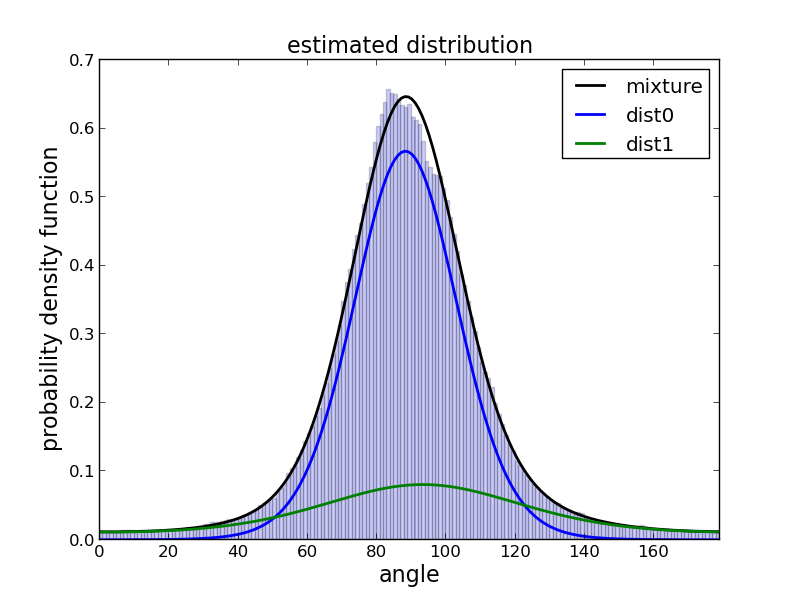 estimated distribution
probability density function
0.7
0.6
0.5
0.4
0.3
0.2
0.1
0.0
mixture
dist0
dist1
0 20 40 60 80 100 120 140 160
angle